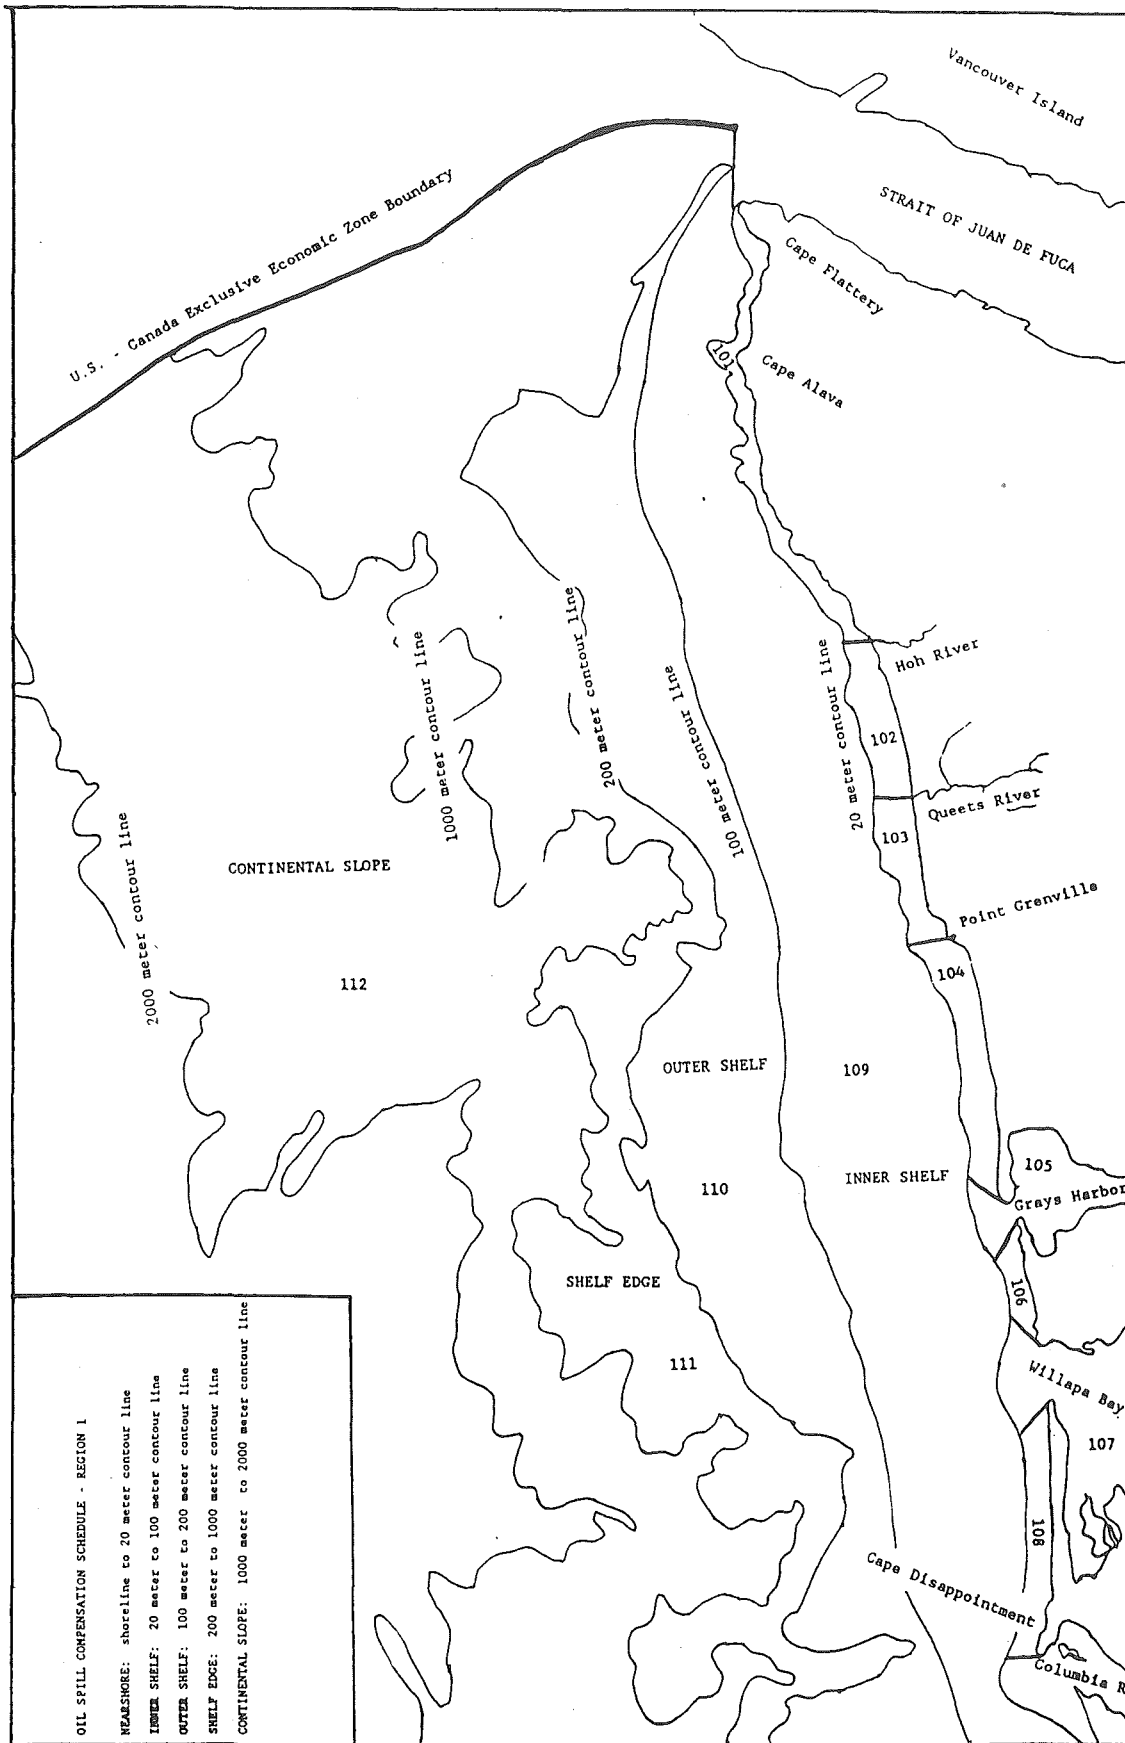 Vancouver Island
STRAIT OF JUAN DE FUCA
U.S. - Canada Exclusive Economic Zone Boundary
Cape Flattery
101
Cape Alava
Hoh River
20 meter contour line
100 meter contour line
200 meter contour line
1000 meter contour line
2000 meter contour line
102
Queets River
103
Point Grenville
104
CONTINENTAL SLOPE
112
OUTER SHELF
109
105
Grays Harbor
110
INNER SHELF
SHELF EDGE
106
111
Willapa Bay
107
108
Cape Disappointment
Columbia R
OIL SPILL COMPENSATION SCHEDULE - REGION 1
NEARSHORE: shoreline to 20 meter contour line
INNER SHELF: 20 meter to 100 meter contour line
OUTER SHELF: 100 meter to 200 meter contour line
SHELF EDGE: 200 meter to 1000 meter contour line
CONTINENTAL SLOPE: 1000 meter to 2000 meter contour line